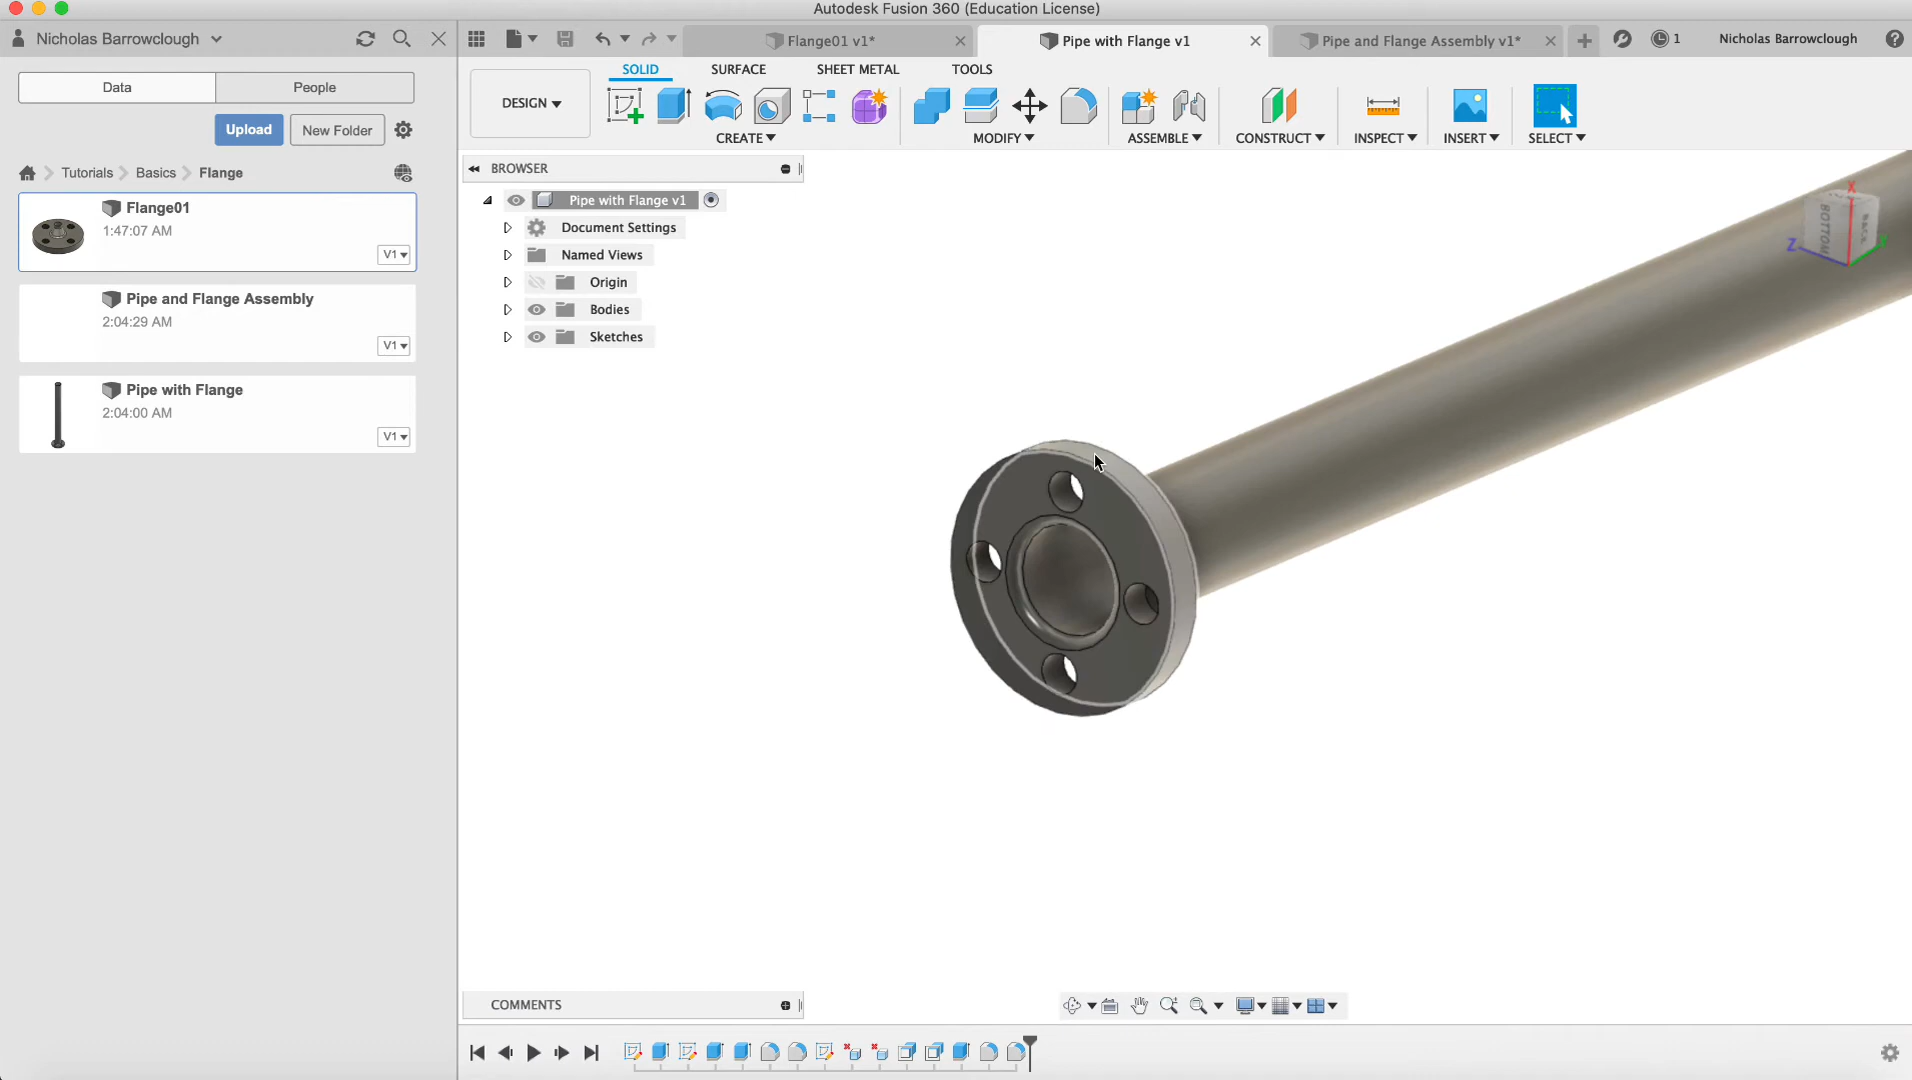 Autodesk Fusion 360 (Education License)
Nicholas Barrowclough
Flange01 v1*
Pipe with Flange v1
Pipe and Flange Assembly v1*
1
Nicholas Barrowclough
Data
People
SOLID
SURFACE
SHEET METAL
TOOLS
DESIGN
Upload
New Folder
CREATE
MODIFY
ASSEMBLE
CONSTRUCT
INSPECT
INSERT
SELECT
Tutorials
Basics
Flange
BROWSER
Flange01
1:47:07 AM
V1
Pipe with Flange v1
Document Settings
Named Views
Origin
Bodies
Sketches
Pipe and Flange Assembly
2:04:29 AM
V1
Pipe with Flange
2:04:00 AM
V1
X
BOTTOM
Z
COMMENTS